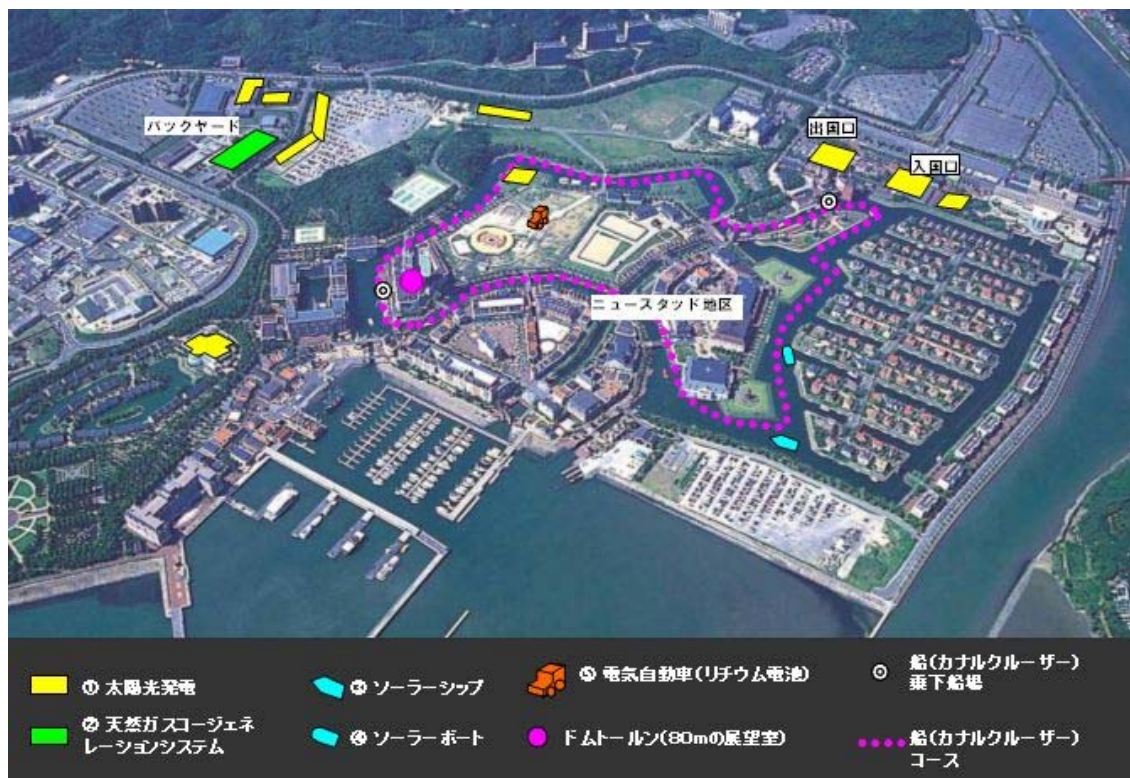 バックヤード
出国口
入国口
ニュースタッド地区
① 太陽光発電
② 天然ガスコージェネ
レーションシステム
③ ソーラーシップ
④ ソーラーボート
⑤ 電気自動車(リチウム電池)
ドムトールン(80mの展望室)
船(カナルクルーザー)
乗下船場
船(カナルクルーザー)
コース